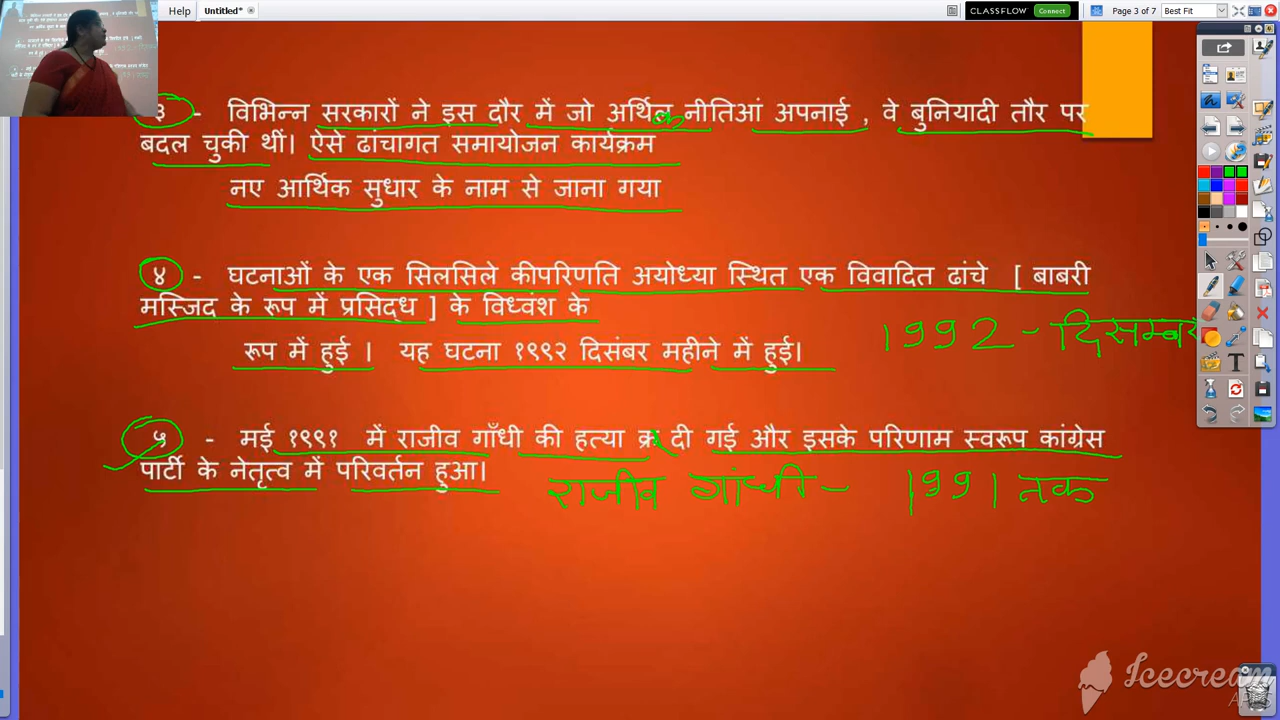 Help Untitled* CLASSFLOW Connect Page 3 of 7 Best Fit
३ - विभिन्न सरकारों ने इस दौर में जो अर्थिक नीतिआं अपनाई , वे बुनियादी तौर पर
बदल चुकी थीं। ऐसे ढांचागत समायोजन कार्यक्रम
नए आर्थिक सुधार के नाम से जाना गया
४ - घटनाओं के एक सिलसिले कीपरिणति अयोध्या स्थित एक विवादित ढांचे [ बाबरी
मस्जिद के रूप में प्रसिद्ध ] के विध्वंश के
1992 - दिसम्बर
रूप में हुई । यह घटना १९९२ दिसंबर महीने में हुई।
५ - मई १९९१ में राजीव गाँधी की हत्या कर दी गई और इसके परिणाम स्वरूप कांग्रेस
पार्टी के नेतृत्व में परिवर्तन हुआ।
राजीव गांधी - 1991 तक
Icecream
APPS